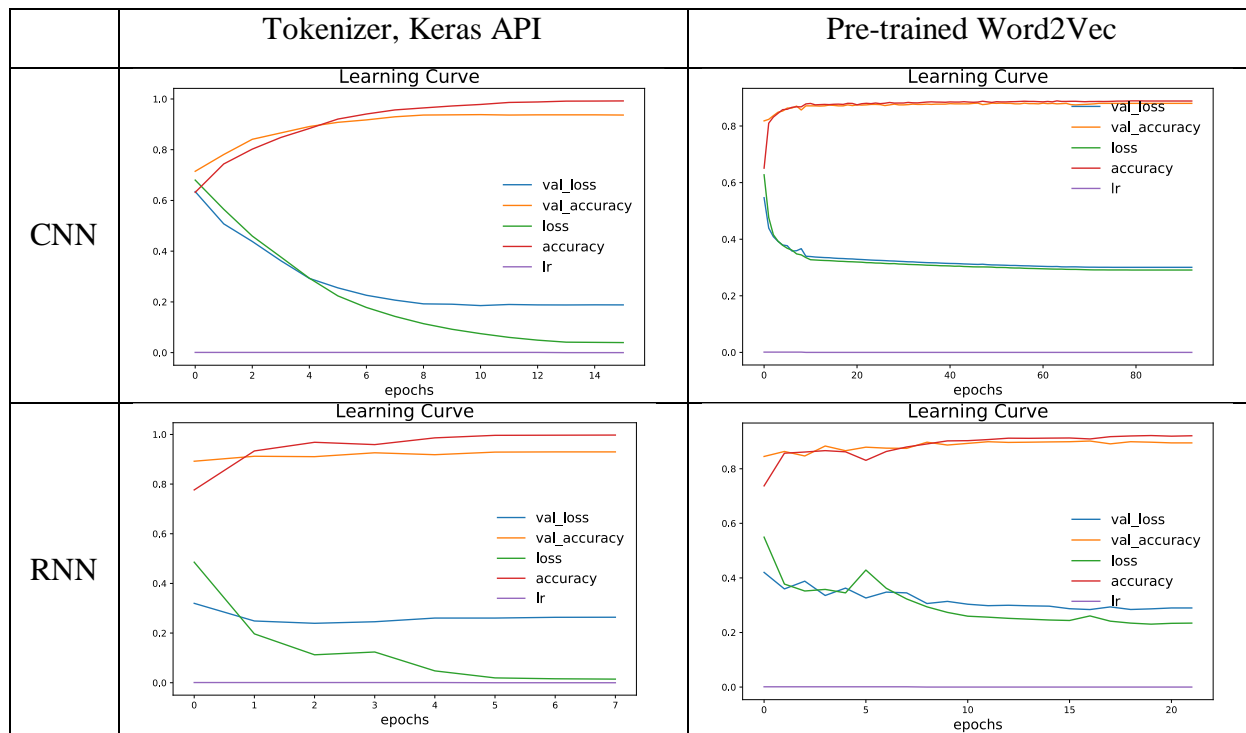 Tokenizer, Keras API
Pre-trained Word2Vec
CNN
Learning Curve
1.0
0.8
0.6
0.4
0.2
0.0
val_loss
val_accuracy
loss
accuracy
lr
0 2 4 6 8 10 12 14
epochs
Learning Curve
0.8
0.6
0.4
0.2
0.0
val_loss
val_accuracy
loss
accuracy
lr
0 20 40 60 80
epochs
RNN
Learning Curve
1.0
0.8
0.6
0.4
0.2
0.0
val_loss
val_accuracy
loss
accuracy
lr
0 1 2 3 4 5 6 7
epochs
Learning Curve
0.8
0.6
0.4
0.2
0.0
val_loss
val_accuracy
loss
accuracy
lr
0 5 10 15 20
epochs